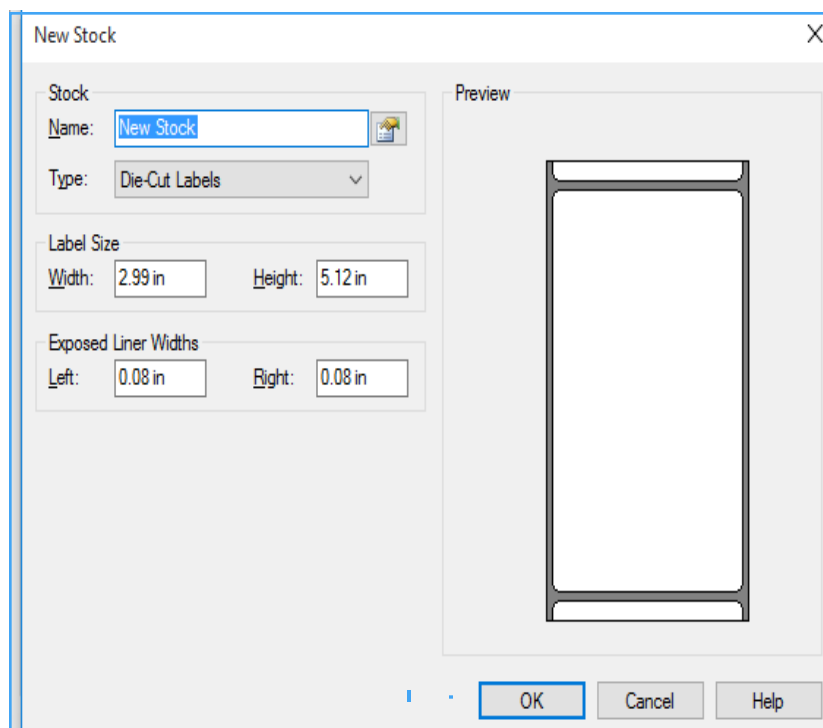 New Stock
Stock
Name: New Stock
Type: Die-Cut Labels
Label Size
Width: 2.99 in Height: 5.12 in
Exposed Liner Widths
Left: 0.08 in Right: 0.08 in
Preview
OK Cancel Help